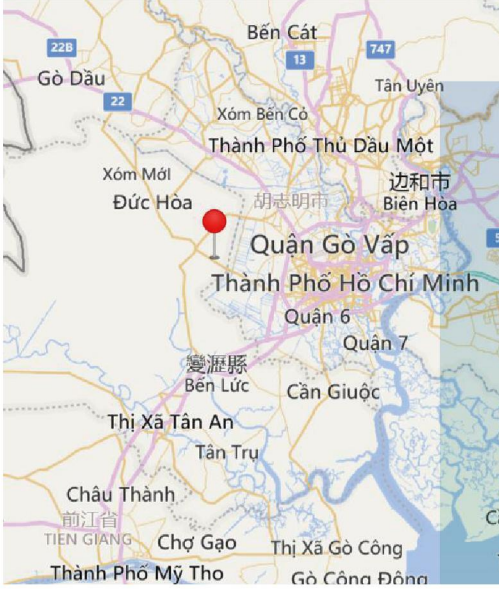 Bến Cát
22B
747
13
Gò Dầu
Tân Uyên
22
Xóm Bến Cỏ
Thành Phố Thủ Dầu Một
Xóm Mới
边和市
Đức Hòa
胡志明市
Biên Hòa
Quận Gò Vấp
Thành Phố Hồ Chí Minh
Quận 6
Quận 7
變瀝縣
Bến Lức
Cần Giuộc
Thị Xã Tân An
Tân Trụ
Châu Thành
前江省
TIEN GIANG
Chợ Gạo
Thị Xã Gò Công
Thành Phố Mỹ Tho
Gò Công Đông